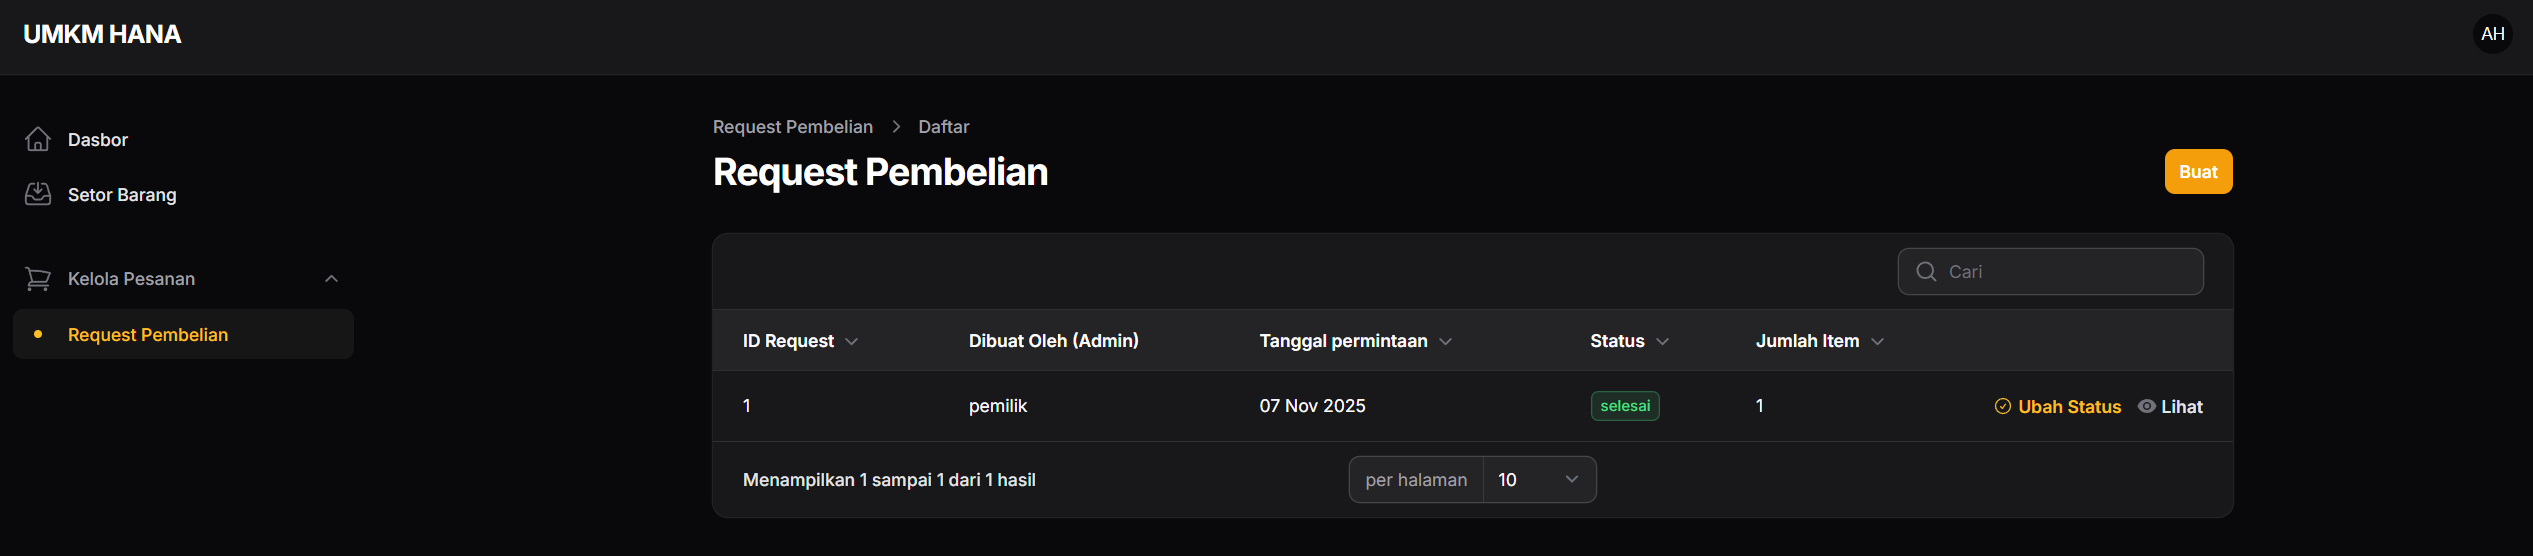 UMKM HANA
AH
Dasbor
Setor Barang
Kelola Pesanan
Request Pembelian
Request Pembelian > Daftar
Request Pembelian
Buat
Cari
ID Request Dibuat Oleh (Admin) Tanggal permintaan Status Jumlah Item
1 pemilik 07 Nov 2025 selesai 1 Ubah Status Lihat
Menampilkan 1 sampai 1 dari 1 hasil per halaman 10